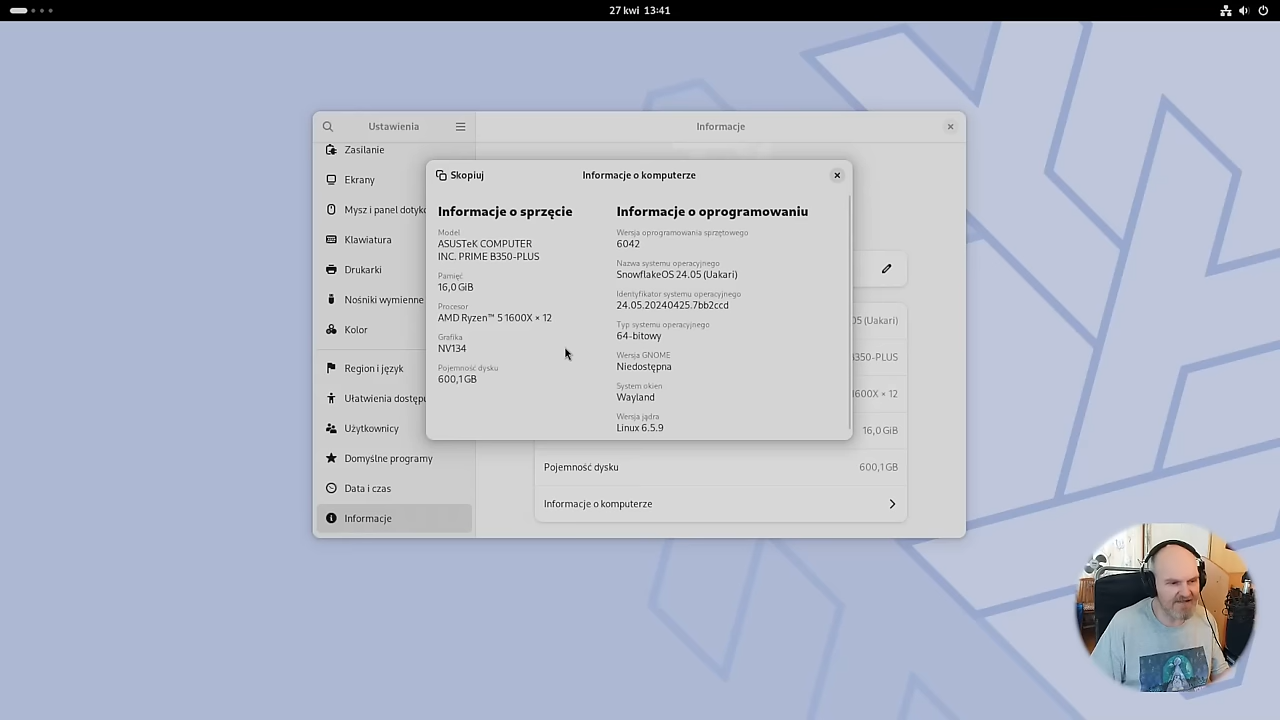 27 kwi 13:41
Ustawienia
Informacje
Zasilanie
Ekrany
Mysz i panel dotyko
Klawiatura
Drukarki
Nośniki wymienne
Kolor
Region i język
Ułatwienia dostępu
Użytkownicy
Domyślne programy
Data i czas
Informacje
Skopiuj
Informacje o komputerze
Informacje o sprzęcie
Model
ASUSTeK COMPUTER
INC. PRIME B350-PLUS
Pamięć
16,0 GiB
Procesor
AMD Ryzen™ 5 1600X × 12
Grafika
NV134
Pojemność dysku
600,1 GB
Informacje o oprogramowaniu
Wersja oprogramowania sprzętowego
6042
Nazwa systemu operacyjnego
SnowflakeOS 24.05 (Uakari)
Identyfikator systemu operacyjnego
24.05.20240425.7bb2ccd
Typ systemu operacyjnego
64-bitowy
Wersja GNOME
Niedostępna
System okien
Wayland
Wersja jądra
Linux 6.5.9
05 (Uakari)
350-PLUS
1600X × 12
16,0 GiB
Pojemność dysku 600,1 GB
Informacje o komputerze